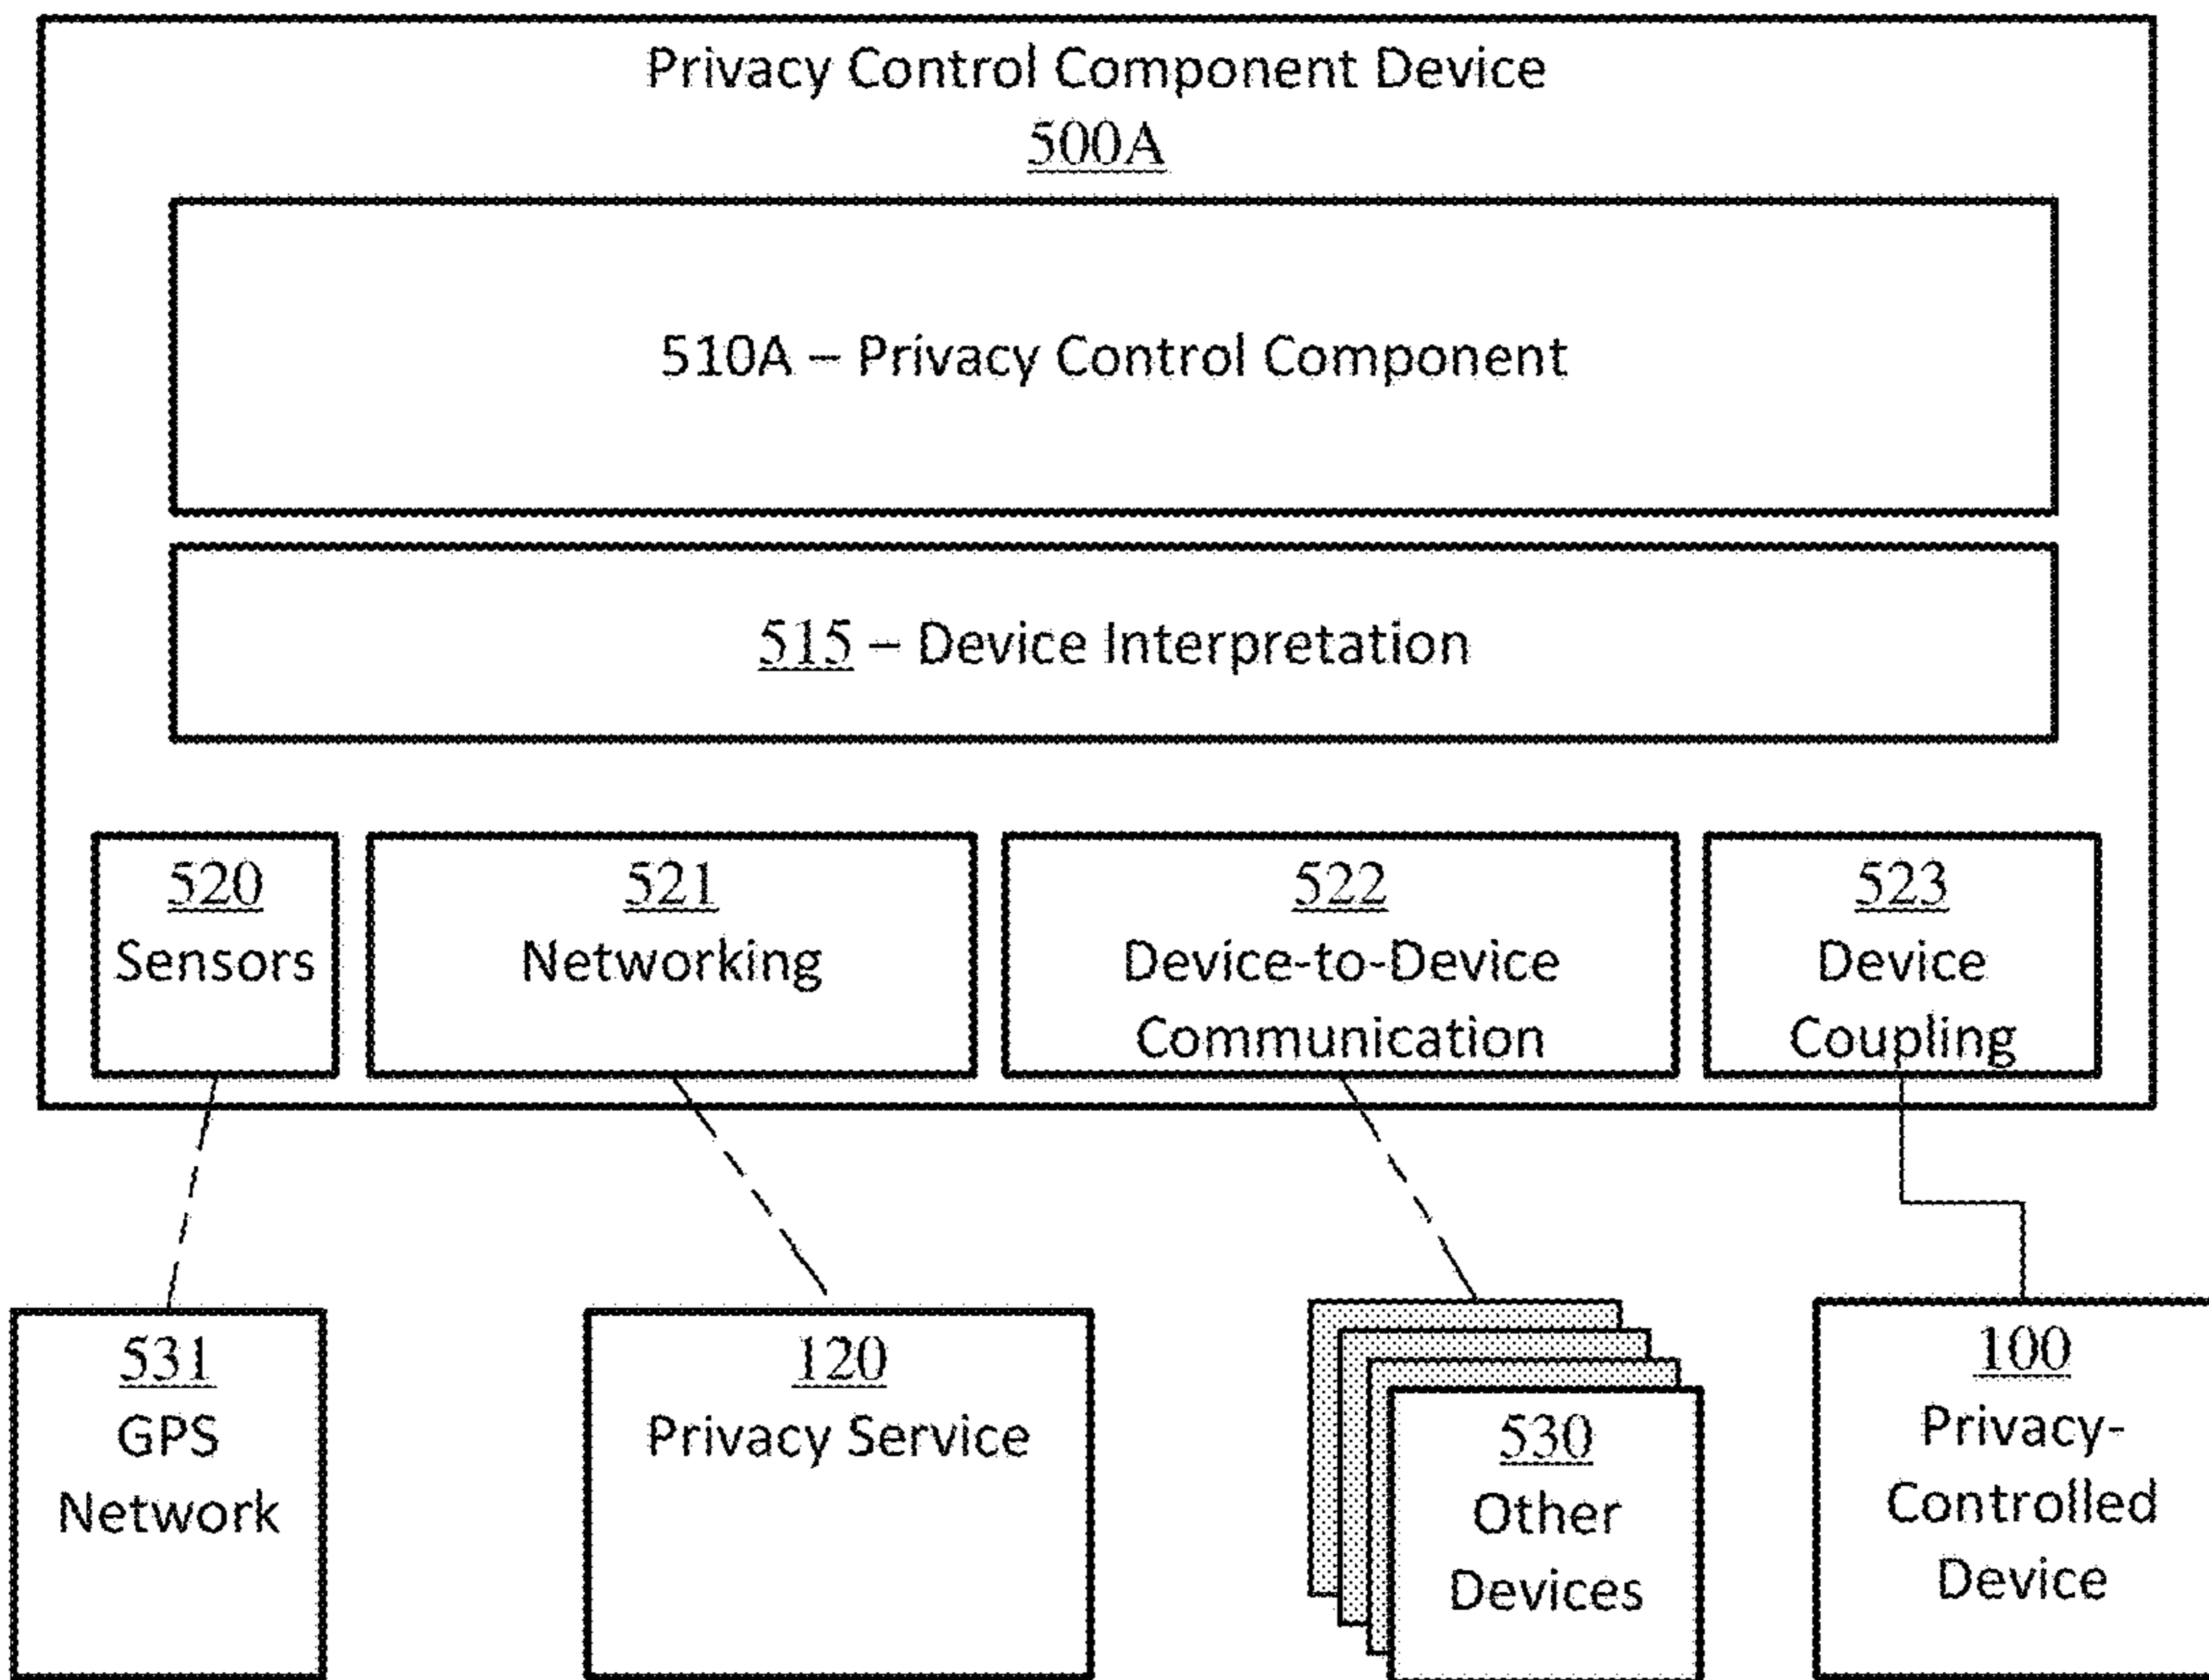 Privacy Control Component Device
500A
510A – Privacy Control Component
515 – Device Interpretation
520
Sensors
521
Networking
522
Device-to-Device
Communication
523
Device
Coupling
531
GPS
Network
120
Privacy Service
530
Other
Devices
100
Privacy-
Controlled
Device